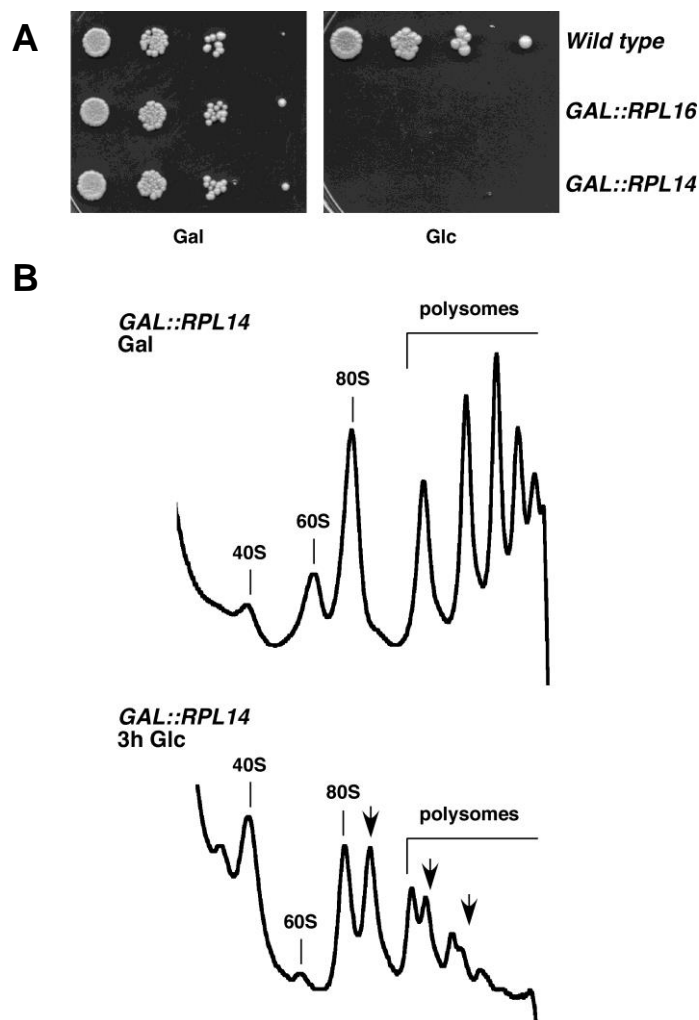 A
Wild type
GAL::RPL16
GAL::RPL14
Gal
Glc
B
GAL::RPL14
Gal
40S
60S
80S
polysomes
GAL::RPL14
3h Glc
40S
60S
80S
polysomes